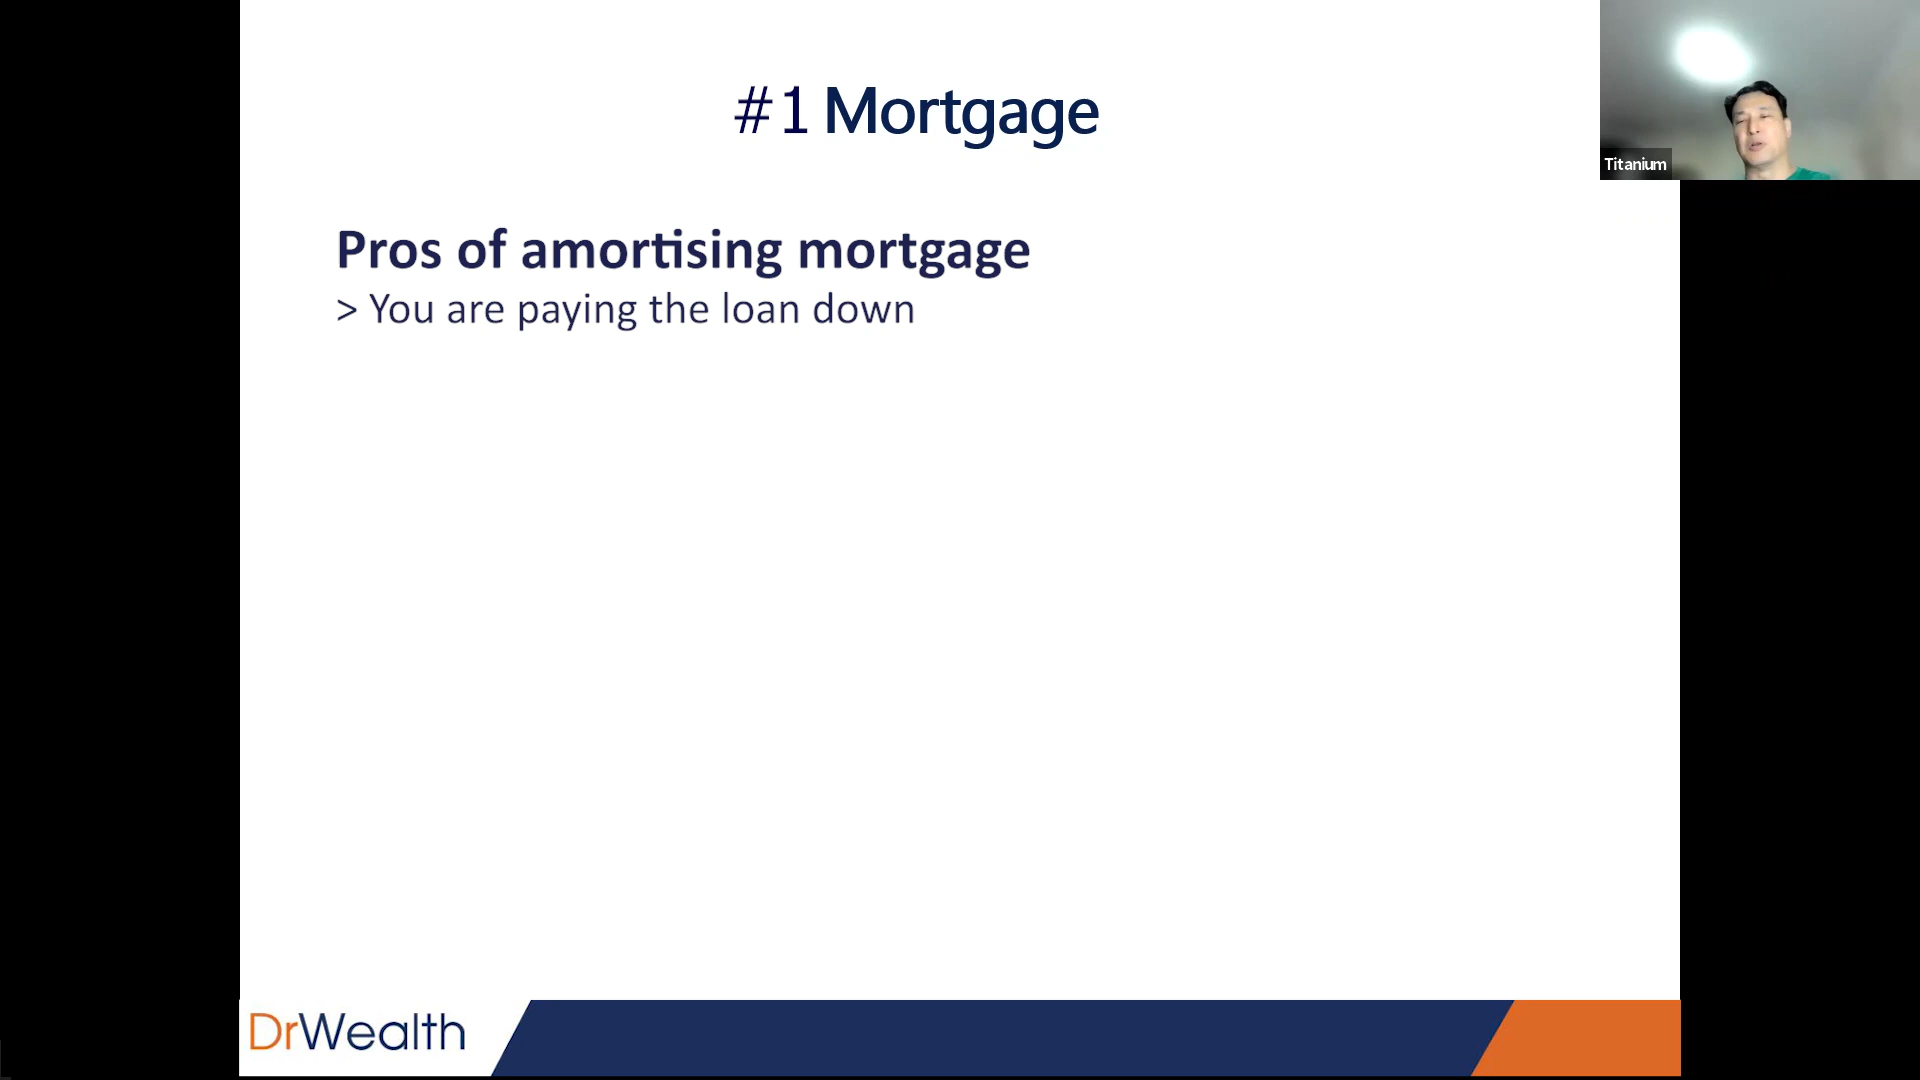 #1 Mortgage
Titanium
Pros of amortising mortgage
> You are paying the loan down
DrWealth